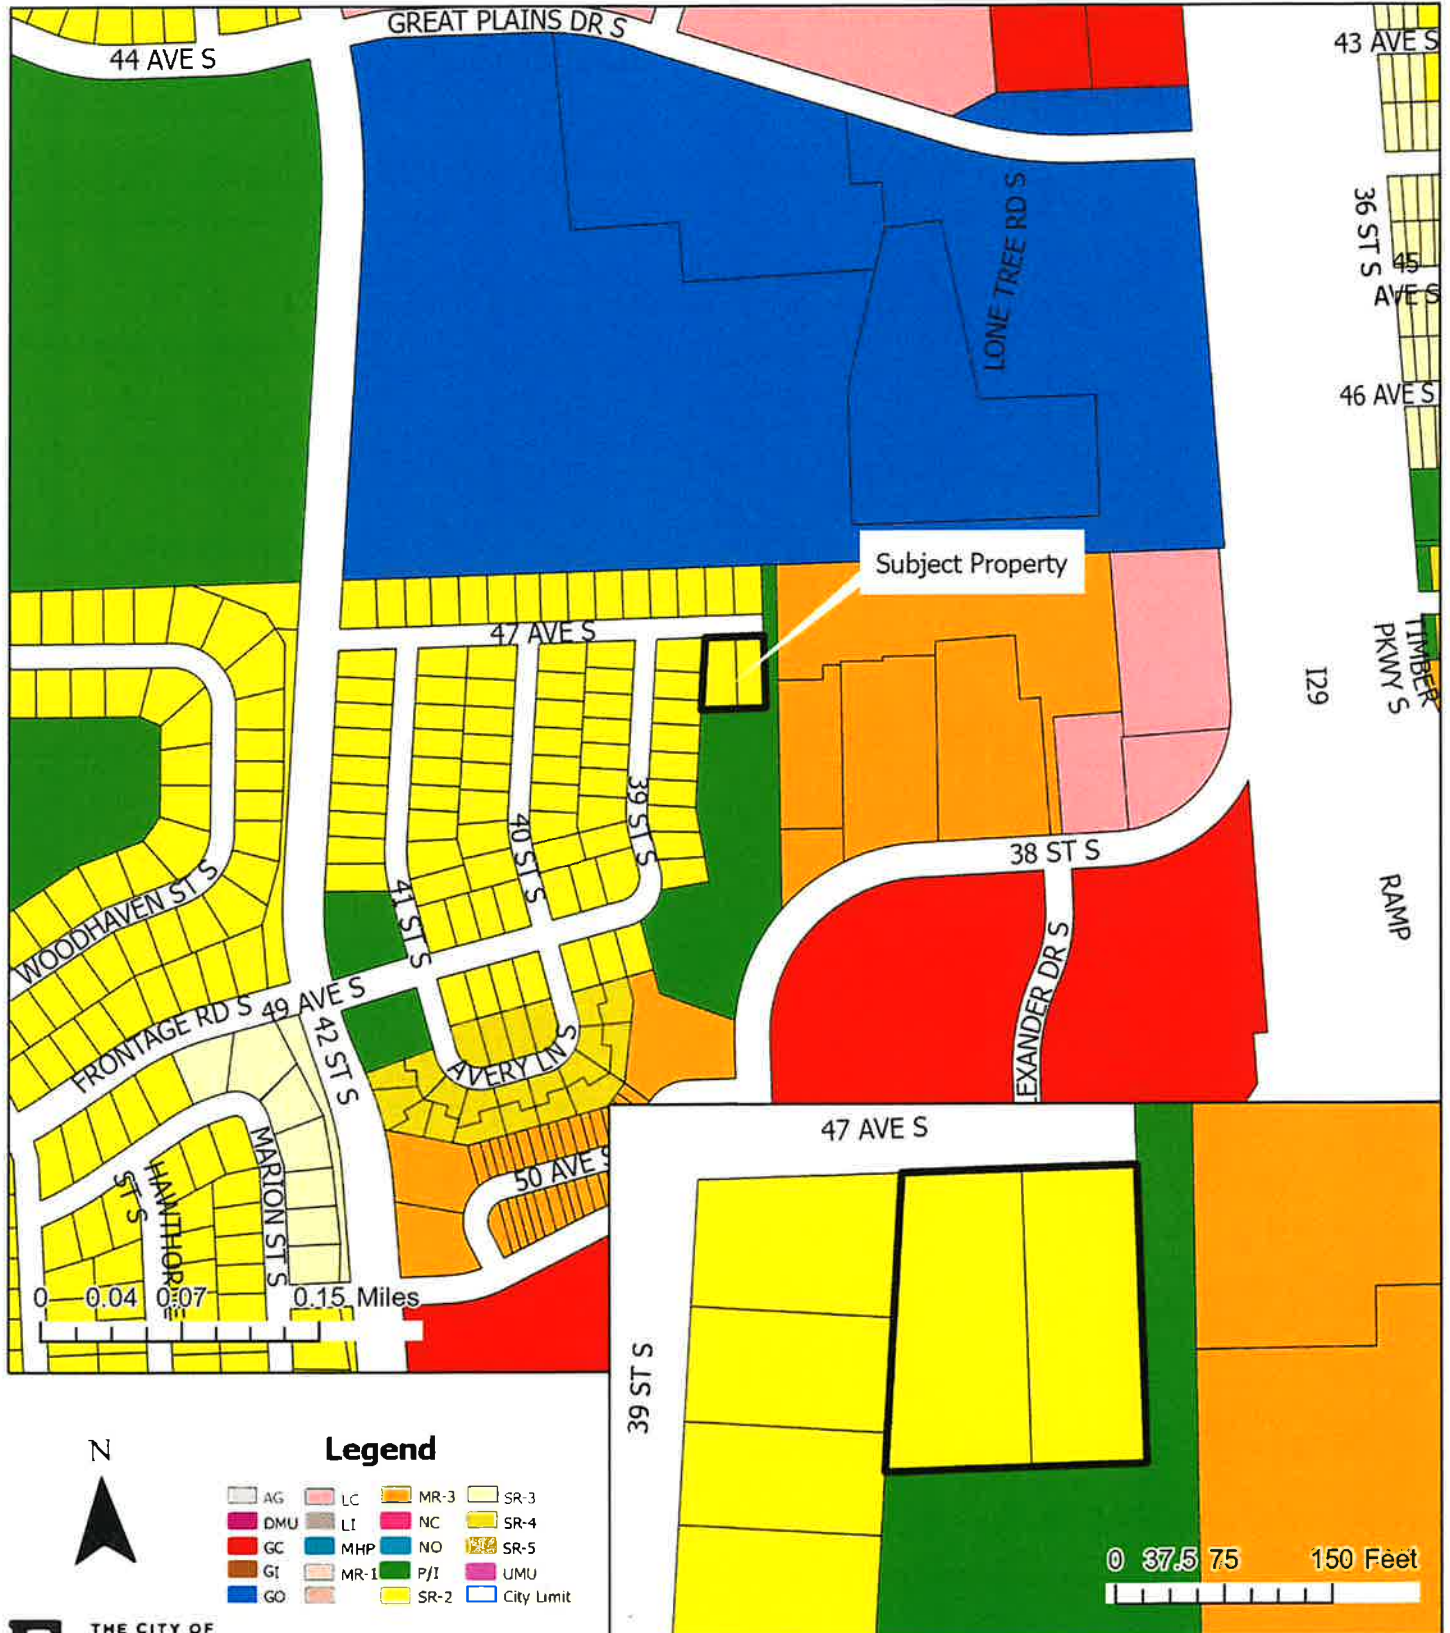 GREAT PLAINS DR S
44 AVE S
43 AVE S
36 ST S
45
AVE S
LONE TREE RD S
46 AVE S
Subject Property
47 AVE S
TIMBER
PKWY S
I29
39 ST S
40 ST S
41 ST S
38 ST S
RAMP
WOODHAVEN ST S
ALEXANDER DR S
FRONTAGE RD S
49 AVE S
42 ST S
AVERY LN S
MARION ST S
HAWTHORNE
ST S
50 AVE S
0 0.04 0.07 0.15 Miles
47 AVE S
39 ST S
0 37.5 75 150 Feet
N
Legend
AG
LC
MR-3
SR-3
DMU
LI
NC
SR-4
GC
MHP
NO
SR-5
GI
MR-1
P/I
UMU
GO
SR-2
City Limit
THE CITY OF